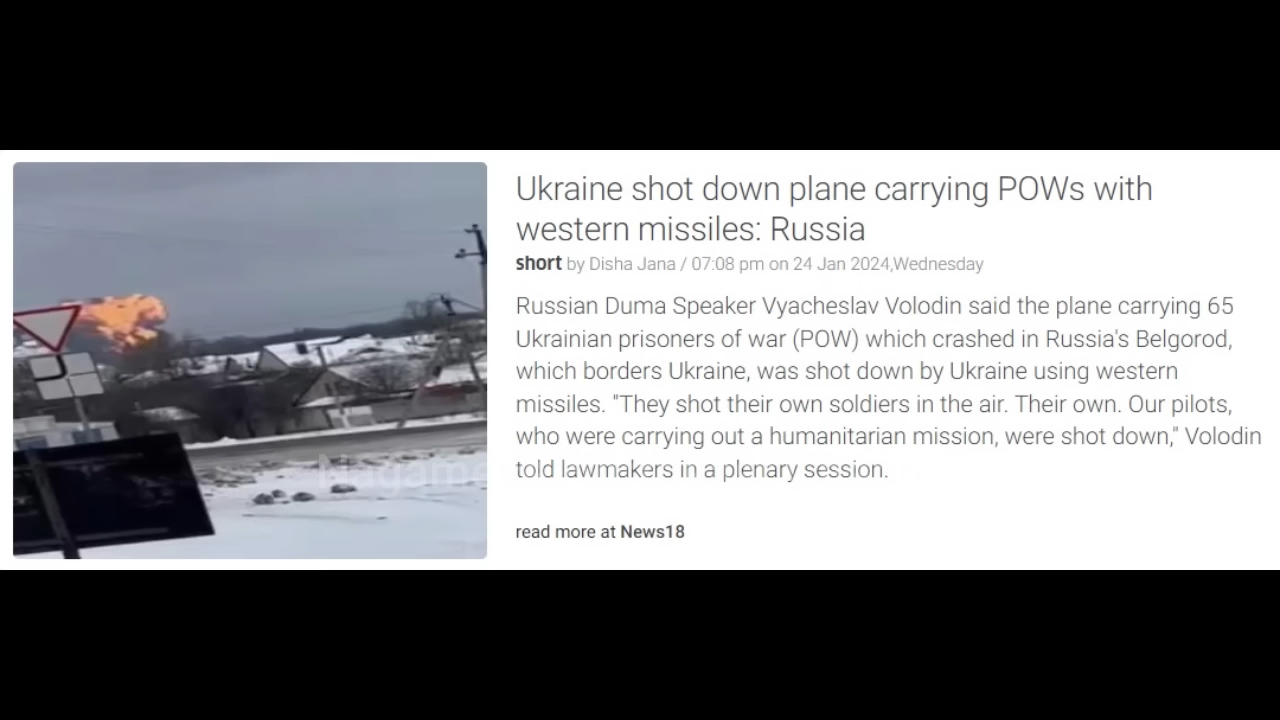 Ukraine shot down plane carrying POWs with
western missiles: Russia
short by Disha Jana / 07:08 pm on 24 Jan 2024,Wednesday
Russian Duma Speaker Vyacheslav Volodin said the plane carrying 65
Ukrainian prisoners of war (POW) which crashed in Russia's Belgorod,
which borders Ukraine, was shot down by Ukraine using western
missiles. "They shot their own soldiers in the air. Their own. Our pilots,
who were carrying out a humanitarian mission, were shot down," Volodin
told lawmakers in a plenary session.
read more at News18